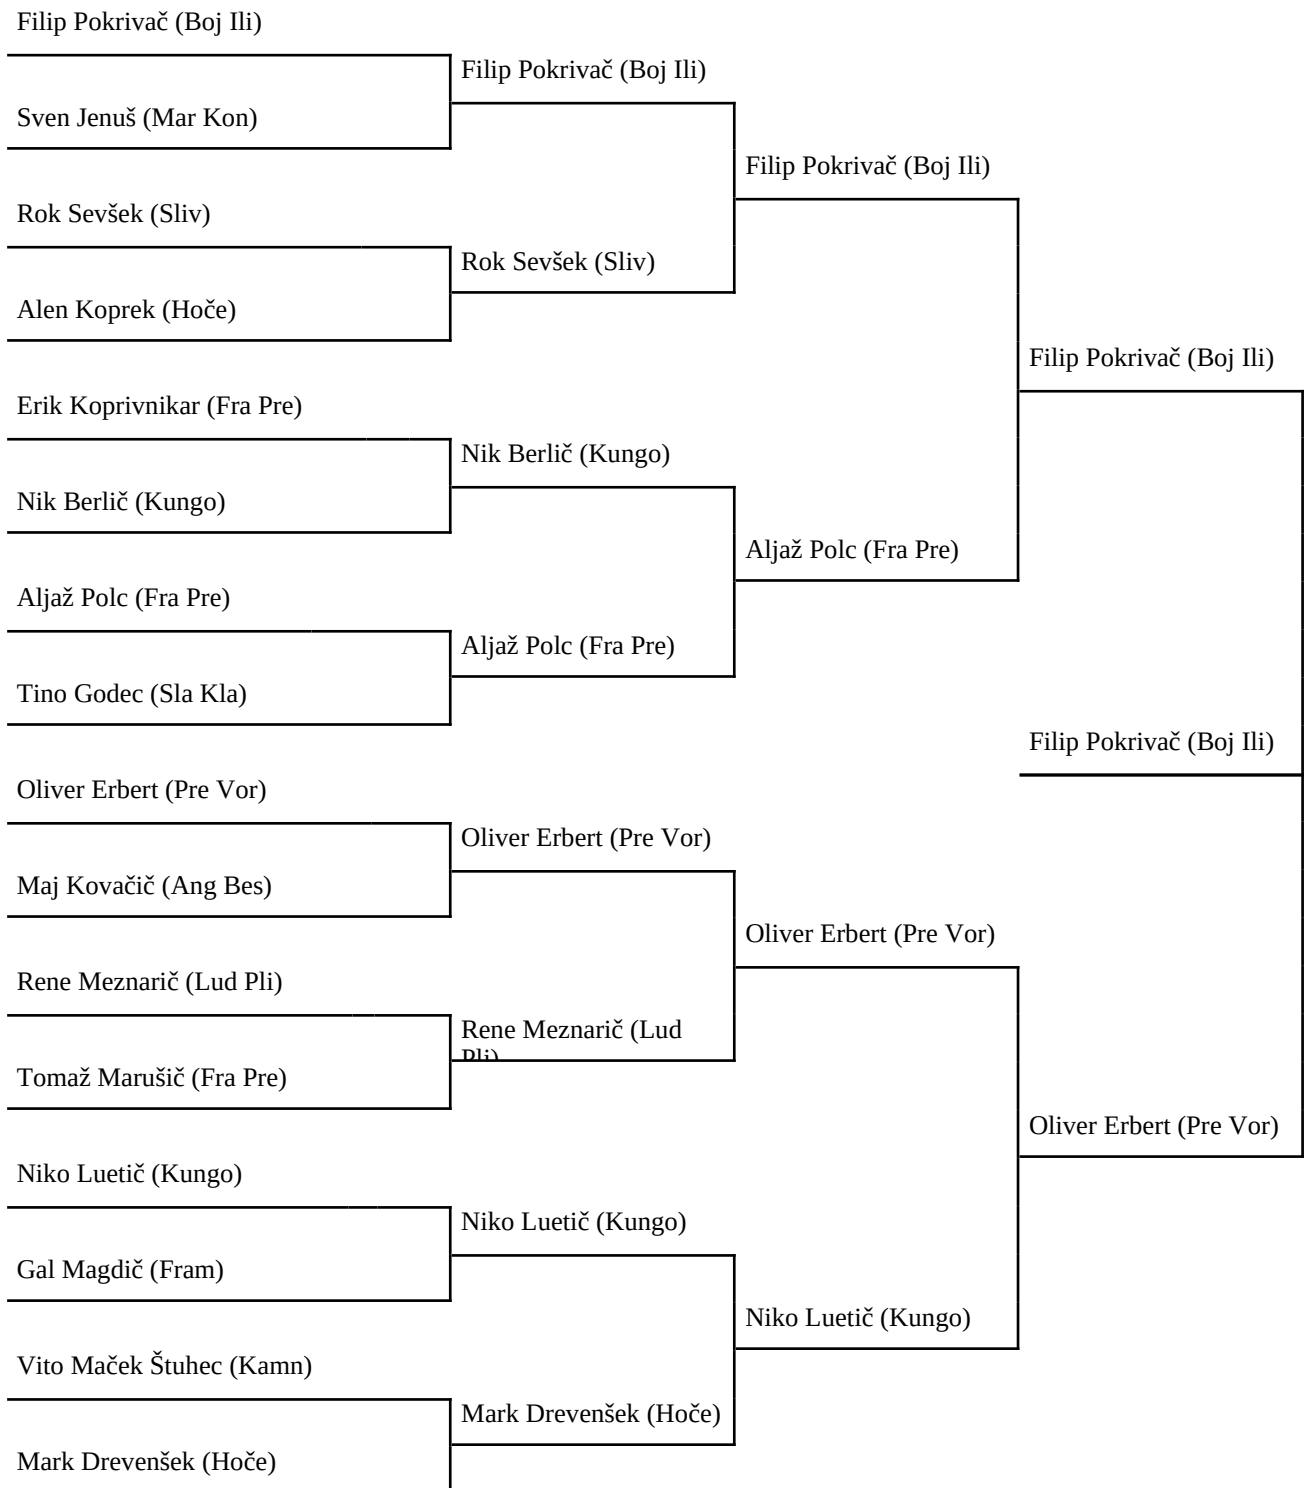 Filip Pokrivač (Boj Ili)
Filip Pokrivač (Boj Ili)
Sven Jenuš (Mar Kon)
Filip Pokrivač (Boj Ili)
Rok Sevšek (Sliv)
Rok Sevšek (Sliv)
Alen Koprek (Hoče)
Filip Pokrivač (Boj Ili)
Erik Koprivnikar (Fra Pre)
Nik Berlič (Kungo)
Nik Berlič (Kungo)
Aljaž Polc (Fra Pre)
Aljaž Polc (Fra Pre)
Aljaž Polc (Fra Pre)
Tino Godec (Sla Kla)
Filip Pokrivač (Boj Ili)
Oliver Erbert (Pre Vor)
Oliver Erbert (Pre Vor)
Maj Kovačič (Ang Bes)
Oliver Erbert (Pre Vor)
Rene Meznarič (Lud Pli)
Rene Meznarič (Lud
Pli)
Tomaž Marušič (Fra Pre)
Oliver Erbert (Pre Vor)
Niko Luetič (Kungo)
Niko Luetič (Kungo)
Gal Magdič (Fram)
Niko Luetič (Kungo)
Vito Maček Štuhec (Kamn)
Mark Drevenšek (Hoče)
Mark Drevenšek (Hoče)